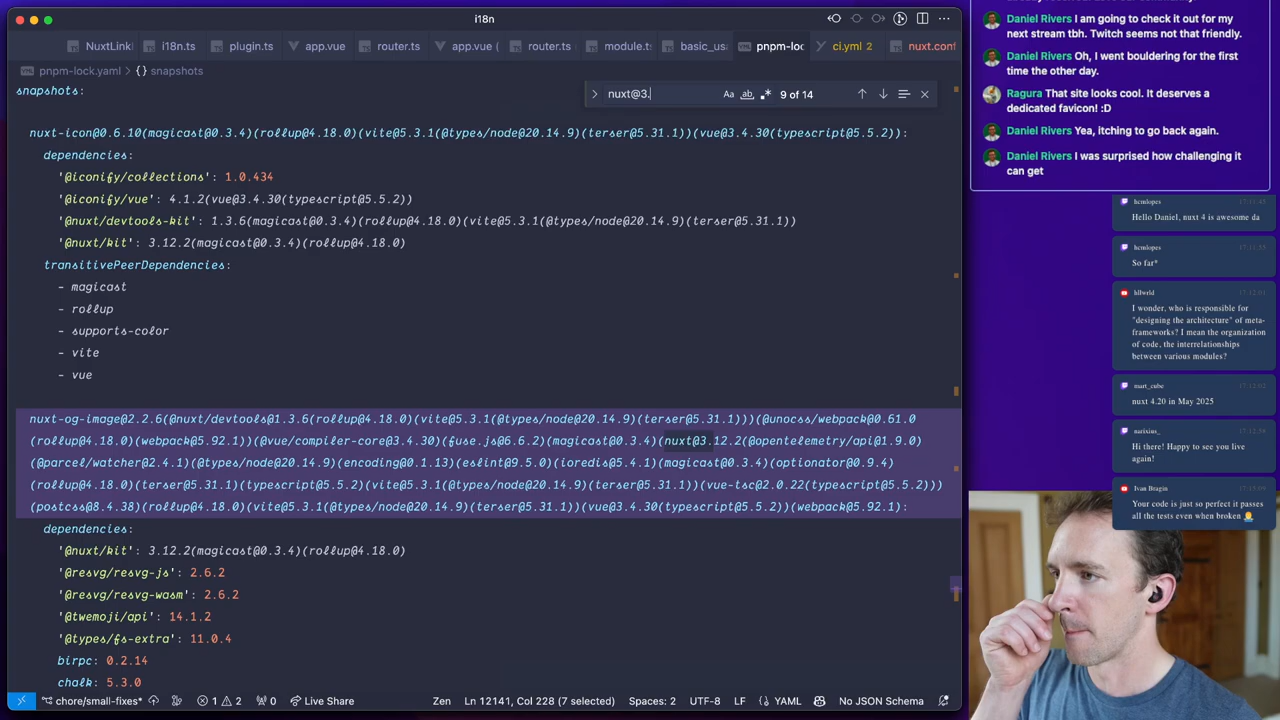 i18n
NuxtLink
i18n.ts
plugin.ts
app.vue
router.ts
app.vue (
router.ts
module.ts
basic_us
pnpm-loc
ci.yml 2
nuxt.conf
pnpm-lock.yaml {} snapshots
nuxt@3.
Aa ab 9 of 14
snapshots:
nuxt-icon@0.6.10(magicast@0.3.4)(rollup@4.18.0)(vite@5.3.1(@types/node@20.14.9)(terser@5.31.1))(vue@3.4.30(typescript@5.5.2)):
dependencies:
'@iconify/collections': 1.0.434
'@iconify/vue': 4.1.2(vue@3.4.30(typescript@5.5.2))
'@nuxt/devtools-kit': 1.3.6(magicast@0.3.4)(rollup@4.18.0)(vite@5.3.1(@types/node@20.14.9)(terser@5.31.1))
'@nuxt/kit': 3.12.2(magicast@0.3.4)(rollup@4.18.0)
transitivePeerDependencies:
- magicast
- rollup
- supports-color
- vite
- vue
nuxt-og-image@2.2.6(@nuxt/devtools@1.3.6(rollup@4.18.0)(vite@5.3.1(@types/node@20.14.9)(terser@5.31.1)))(@unocss/webpack@0.61.0
(rollup@4.18.0)(webpack@5.92.1))(@vue/compiler-core@3.4.30)(fuse.js@6.6.2)(magicast@0.3.4)(nuxt@3.12.2(@opentelemetry/api@1.9.0)
(@parcel/watcher@2.4.1)(@types/node@20.14.9)(encoding@0.1.13)(eslint@9.5.0)(ioredis@5.4.1)(magicast@0.3.4)(optionator@0.9.4)
(rollup@4.18.0)(terser@5.31.1)(typescript@5.5.2)(vite@5.3.1(@types/node@20.14.9)(terser@5.31.1))(vue-tsc@2.0.22(typescript@5.5.2)))
(postcss@8.4.38)(rollup@4.18.0)(vite@5.3.1(@types/node@20.14.9)(terser@5.31.1))(vue@3.4.30(typescript@5.5.2))(webpack@5.92.1):
dependencies:
'@nuxt/kit': 3.12.2(magicast@0.3.4)(rollup@4.18.0)
'@resvg/resvg-js': 2.6.2
'@resvg/resvg-wasm': 2.6.2
'@twemoji/api': 14.1.2
'@types/fs-extra': 11.0.4
birpc: 0.2.14
chalk: 5.3.0
chore/small-fixes* 1 2 0 Live Share Zen Ln 12141, Col 228 (7 selected) Spaces: 2 UTF-8 LF {} YAML No JSON Schema
Daniel Rivers I am going to check it out for my
next stream tbh. Twitch seems not that friendly.
Daniel Rivers Oh, I went bouldering for the first
time the other day.
Ragura That site looks cool. It deserves a
dedicated favicon! :D
Daniel Rivers Yea, itching to go back again.
Daniel Rivers I was surprised how challenging it
can get
hcmlopes 17:11:45
Hello Daniel, nuxt 4 is awesome da
hcmlopes
So far*
hllwrld
I wonder, who is responsible for
"designing the architecture" of meta-
frameworks? I mean the organization
of code, the interrelationships
between various modules?
mart_cube
nuxt 4.20 in May 2025
Hi there! Happy to see you live
again!
Ivan Btagin
Your code is just so perfect it passes
all the tests even when broken 🤷